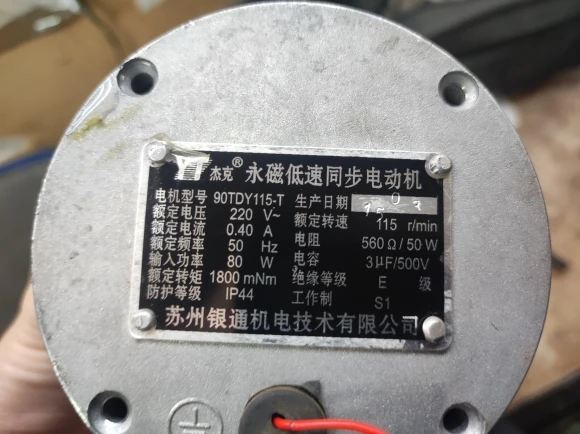 YT 杰克® 永磁低速同步电动机
电机型号 90TDY115-T 生产日期
额定电压 220 V~ 额定转速 115 r/min
额定电流 0.40 A 电阻 560Ω/50W
额定频率 50 Hz 电容 3μF/500V
输入功率 80 W 绝缘等级 E 级
额定转矩 1800 mNm 工作制 S1
防护等级 IP44
苏州银通机电技术有限公司